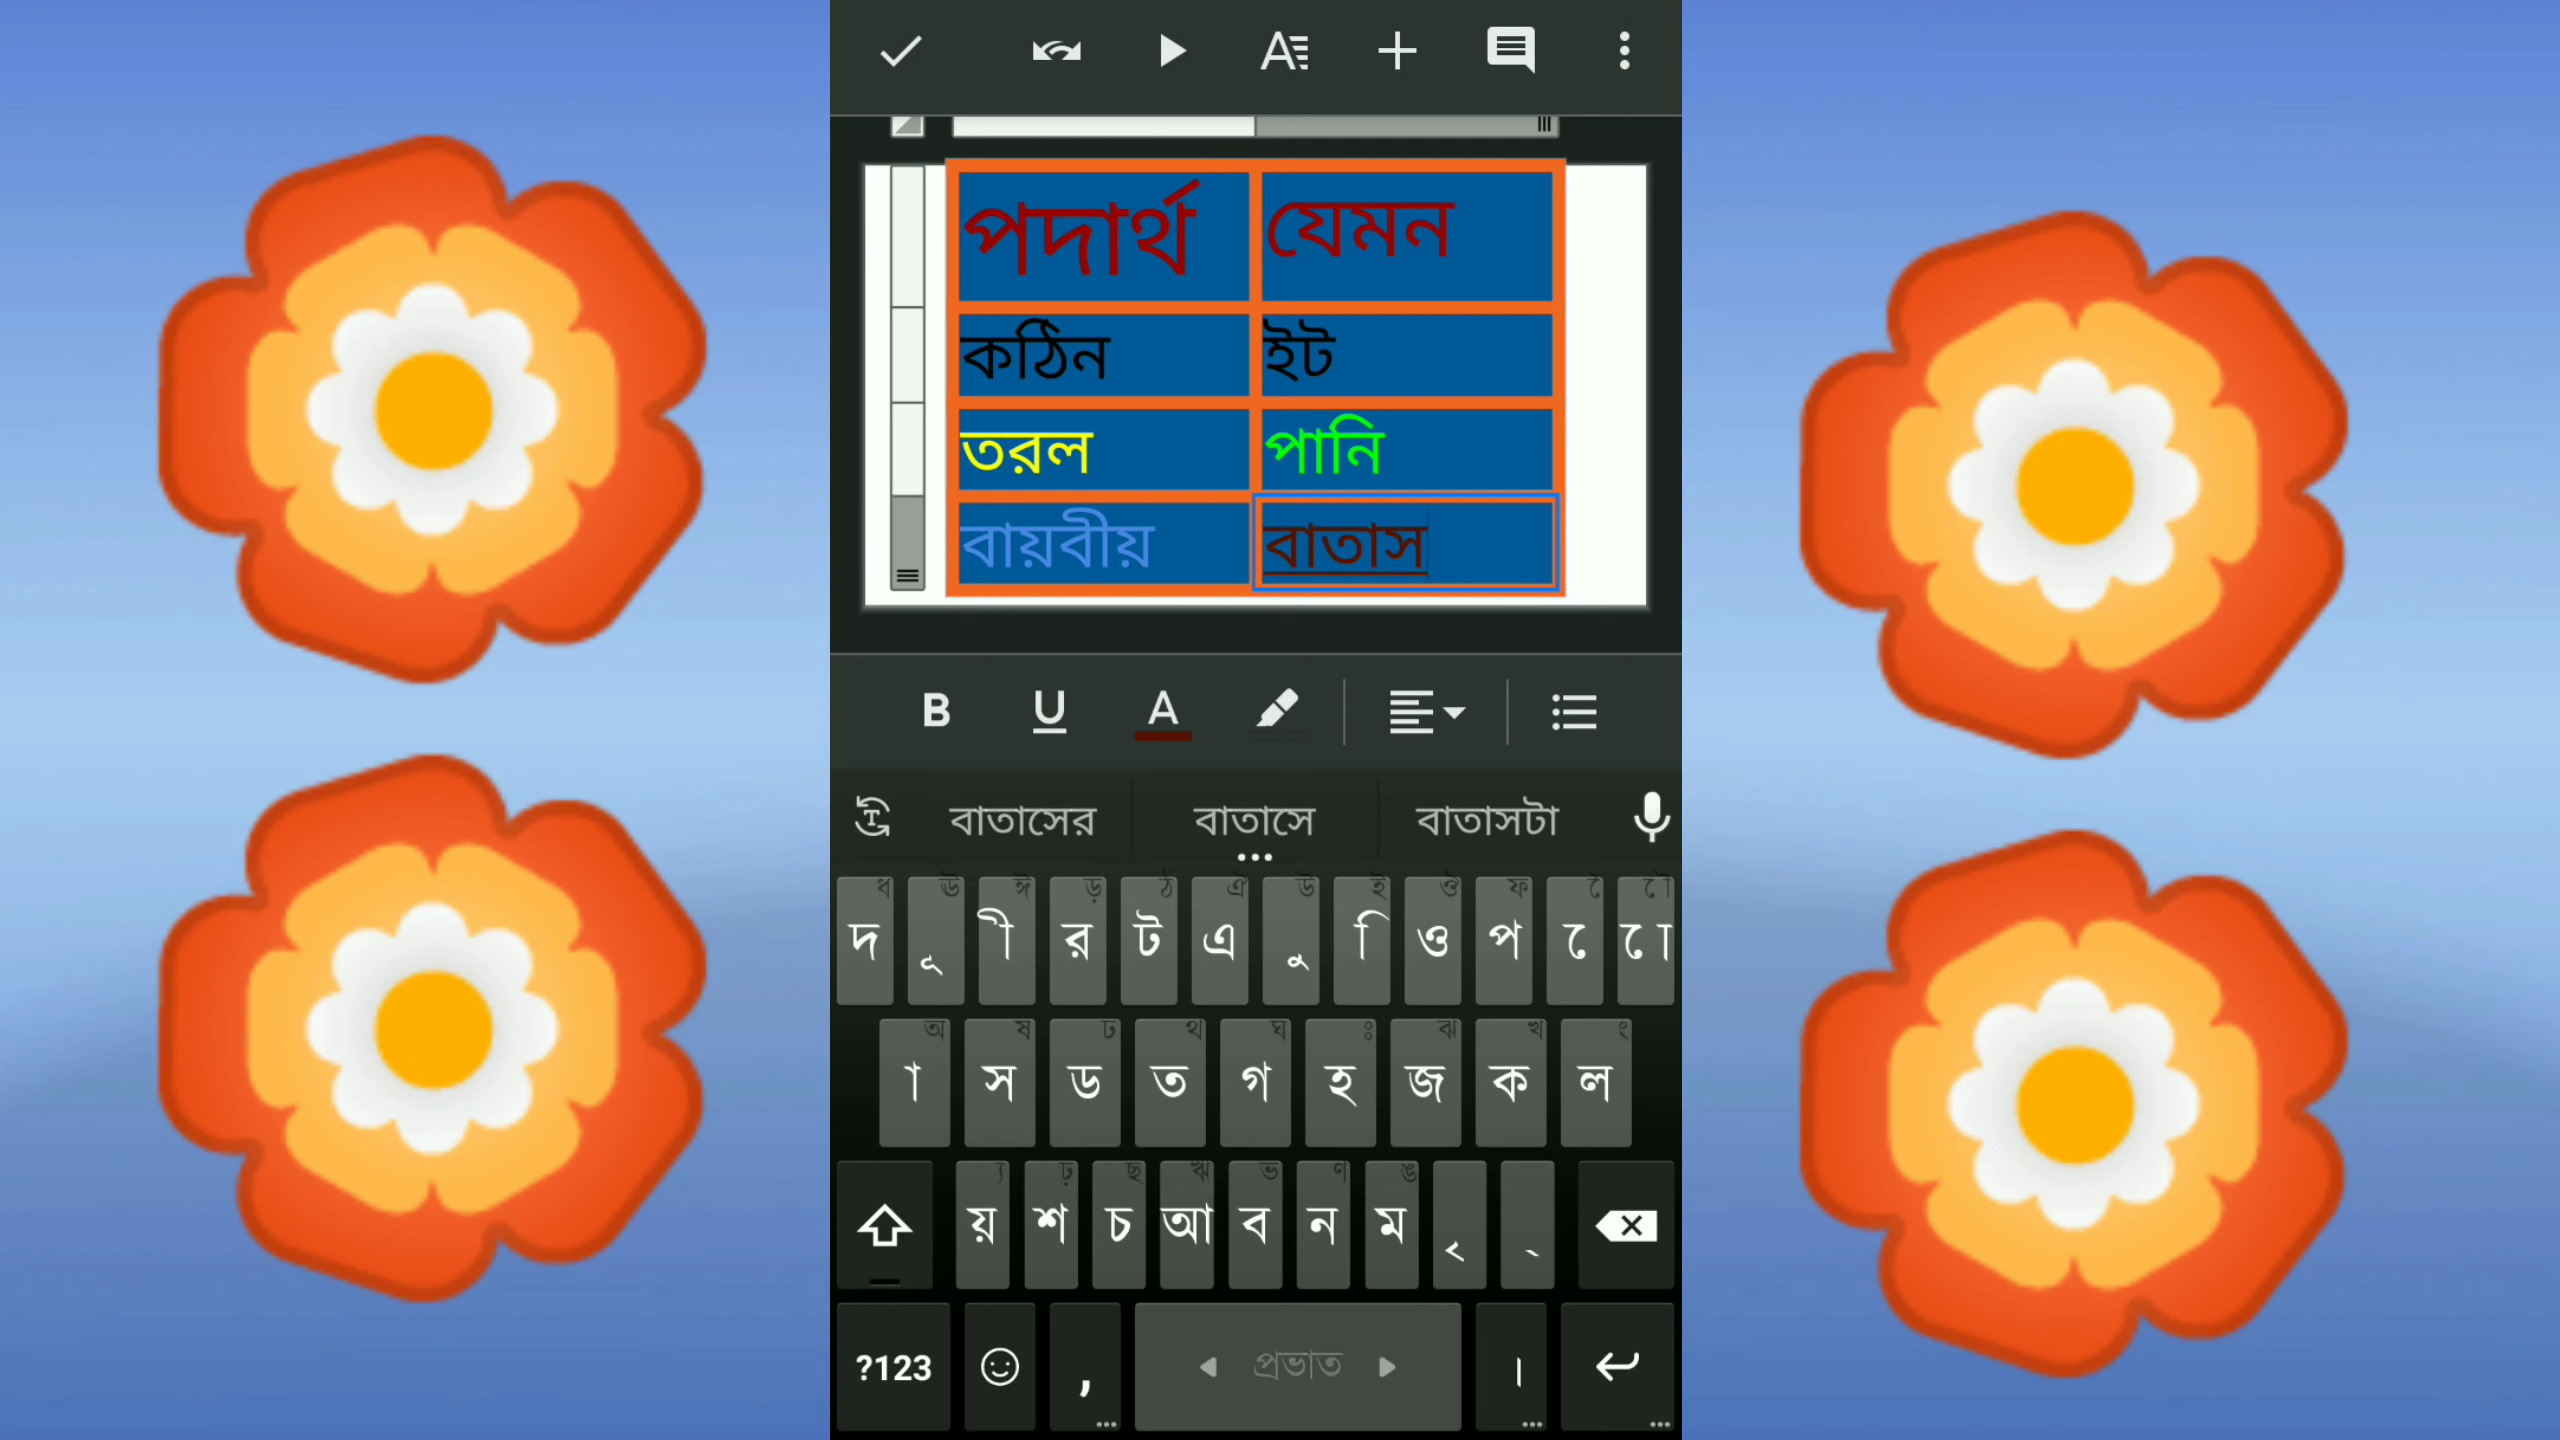 পদার্থ যেমন
কঠিন ইট
তরল পানি
বায়বীয় বাতাস
B U A
বাতাসের বাতাসে বাতাসটা
ধ ঊ ঈ ড় ঠ ঐ উ ই ঔ ফ ৈ ৌ
দ ূ ী র ট এ ু ি ও প ে ো
অ ষ ঢ থ ঘ ঃ ঝ খ ং
া স ড ত গ হ জ ক ল
্য ঢ় ছ ঋ ভ ণ ঙ
য় শ চ আ ব ন ম ৃ ্
?123 , প্রভাত ।